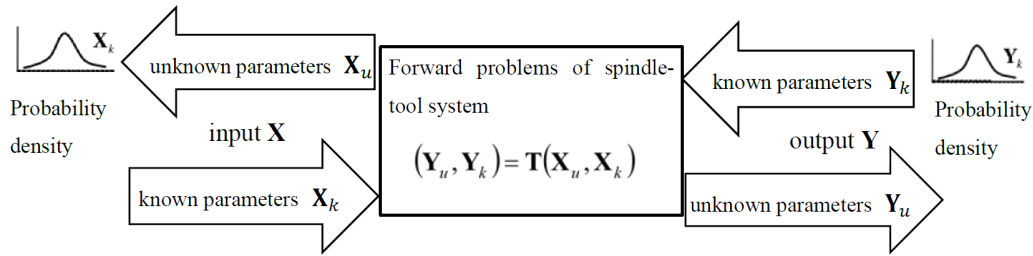 X_k
Probability
density
unknown parameters X_u
input X
known parameters X_k
Forward problems of spindle-
tool system
(Y_u, Y_k) = T(X_u, X_k)
known parameters Y_k
output Y
unknown parameters Y_u
Y_k
Probability
density